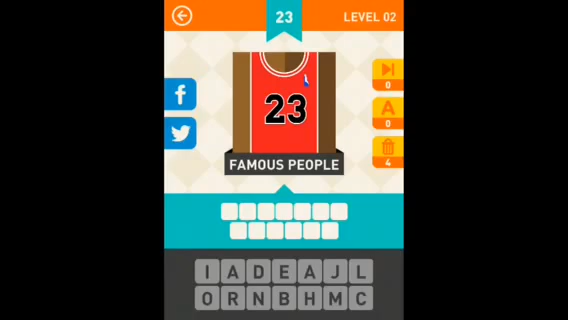 23
LEVEL 02
23
0
A
0
4
FAMOUS PEOPLE
I A D E A J L
O R N B H M C